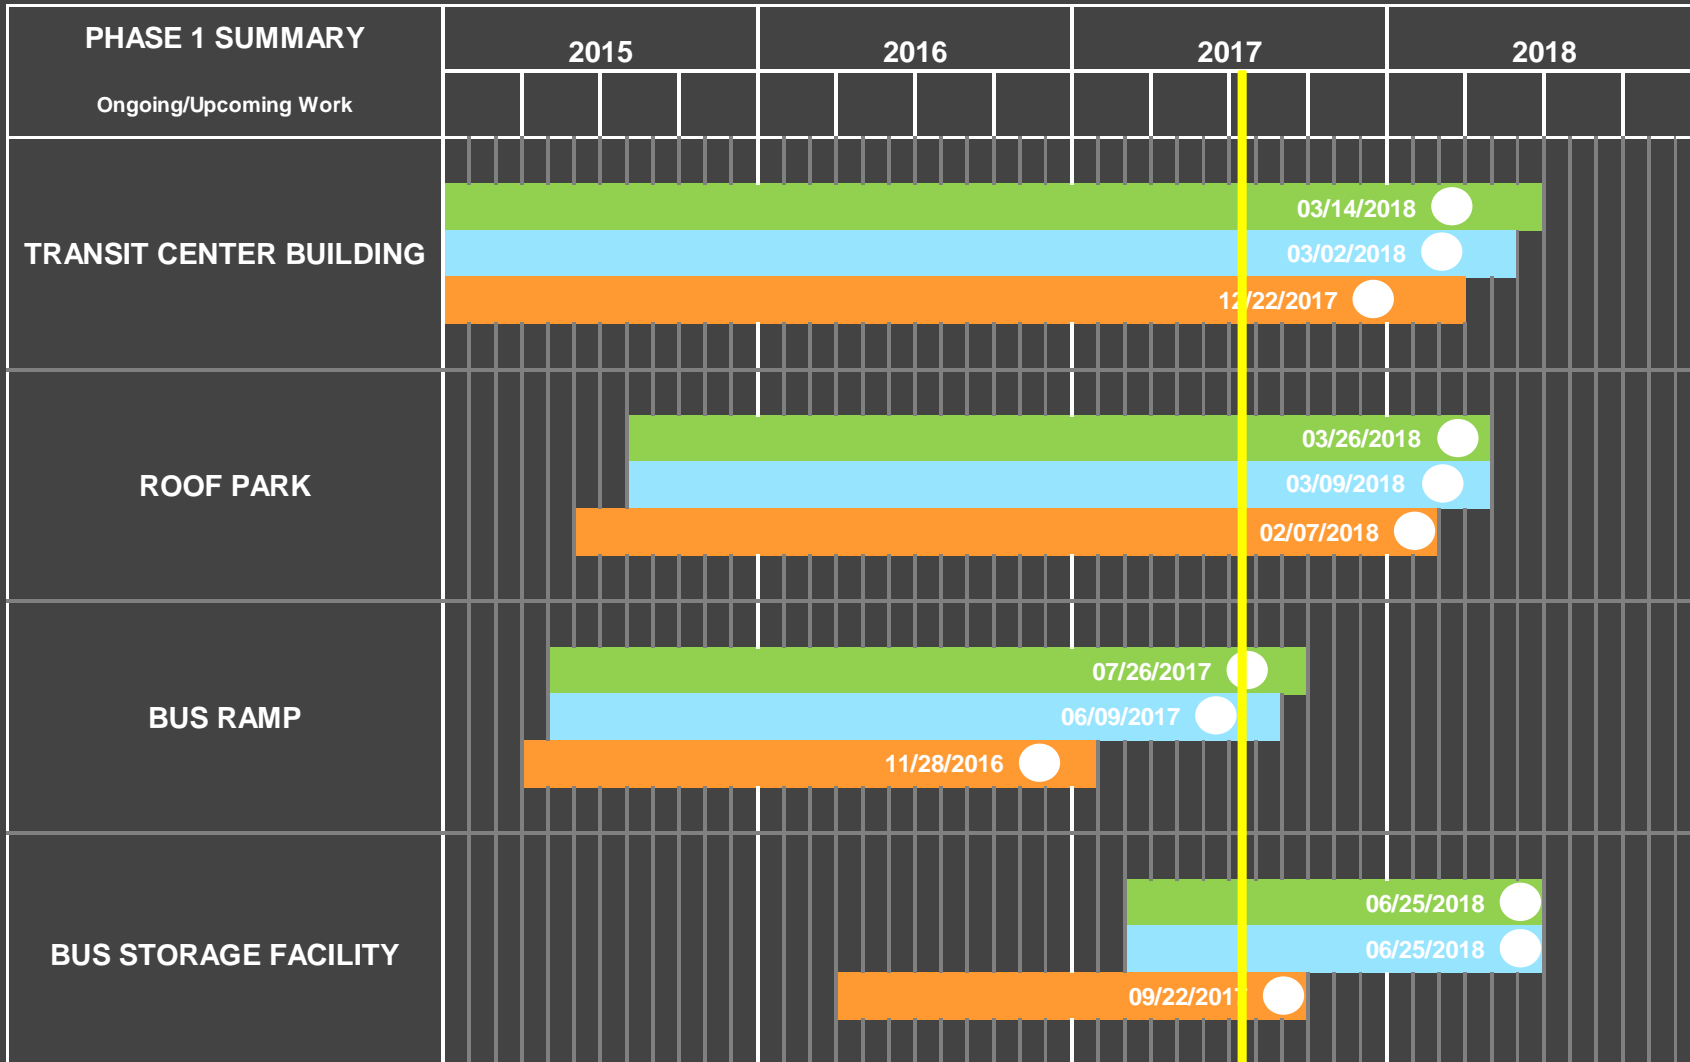 PHASE 1 SUMMARY
Ongoing/Upcoming Work
2015 2016 2017 2018
TRANSIT CENTER BUILDING
03/14/2018
03/02/2018
12/22/2017
ROOF PARK
03/26/2018
03/09/2018
02/07/2018
BUS RAMP
07/26/2017
06/09/2017
11/28/2016
BUS STORAGE FACILITY
06/25/2018
06/25/2018
09/22/2017